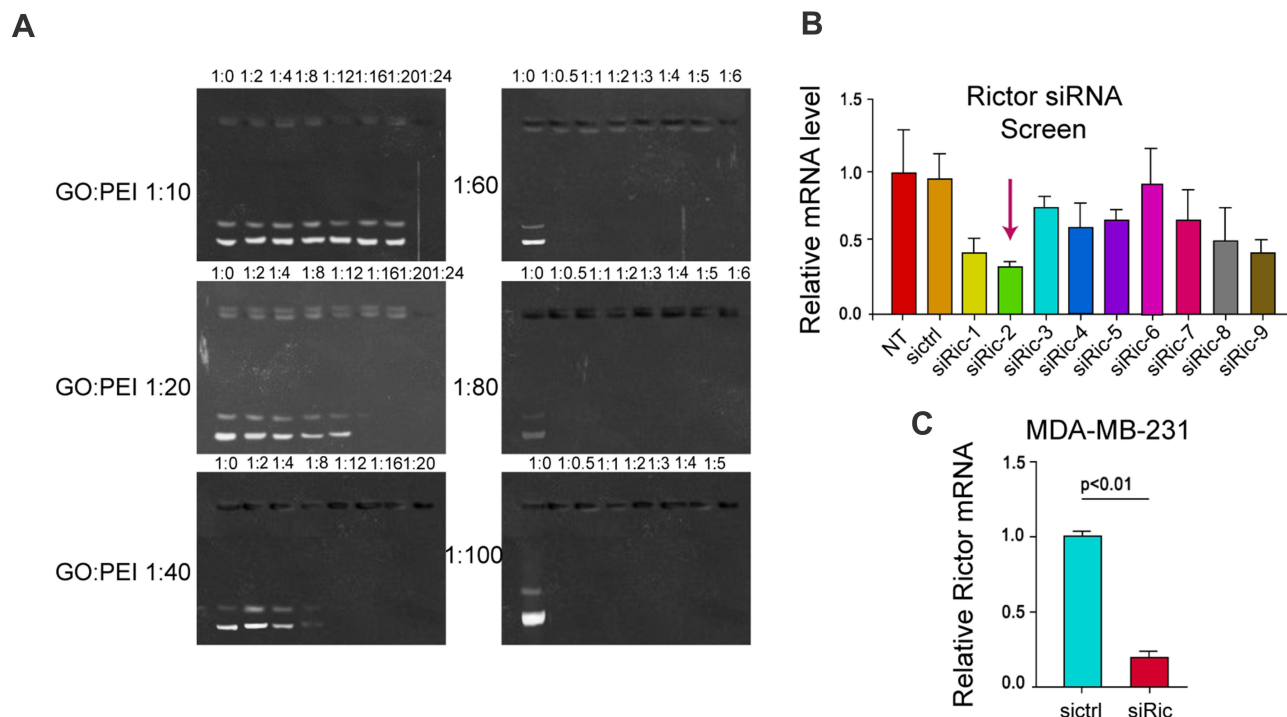 A
1:0 1:2 1:4 1:8 1:12 1:16 1:20 1:24
GO:PEI 1:10
1:0 1:2 1:4 1:8 1:12 1:16 1:20 1:24
GO:PEI 1:20
1:0 1:2 1:4 1:8 1:12 1:16 1:20
GO:PEI 1:40
1:0 1:0.5 1:1 1:2 1:3 1:4 1:5 1:6
1:60
1:0 1:0.5 1:1 1:2 1:3 1:4 1:5 1:6
1:80
1:0 1:0.5 1:1 1:2 1:3 1:4 1:5
1:100
B
Rictor siRNA
Screen
Relative mRNA level
1.5
1.0
0.5
0.0
NT
sictrl
siRic-1
siRic-2
siRic-3
siRic-4
siRic-5
siRic-6
siRic-7
siRic-8
siRic-9
C
MDA-MB-231
Relative Rictor mRNA
1.5
1.0
0.5
0.0
p<0.01
sictrl siRic